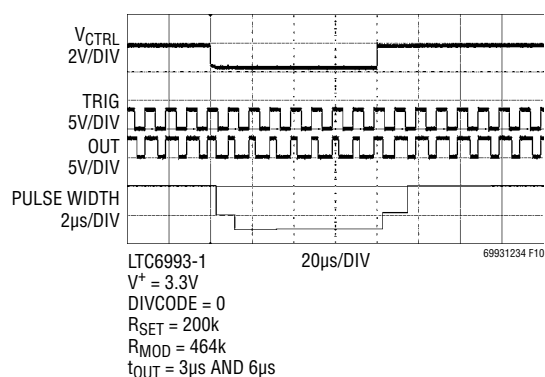 VCTRL
2V/DIV
TRIG
5V/DIV
OUT
5V/DIV
PULSE WIDTH
2µs/DIV
LTC6993-1
20µs/DIV
69931234 F10
V+ = 3.3V
DIVCODE = 0
RSET = 200k
RMOD = 464k
tOUT = 3µs AND 6µs